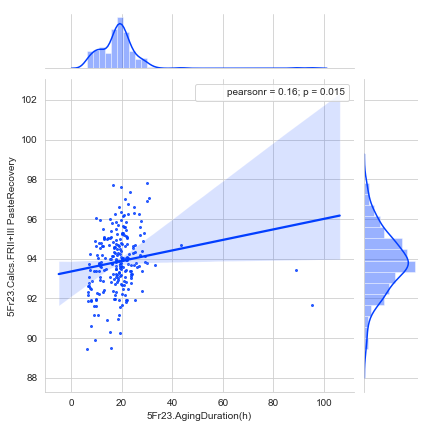 pearsonr = 0.16; p = 0.015
102
100
98
96
94
92
90
88
5Fr23.Calcs.FRII+III PasteRecovery
0 20 40 60 80 100
5Fr23.AgingDuration(h)